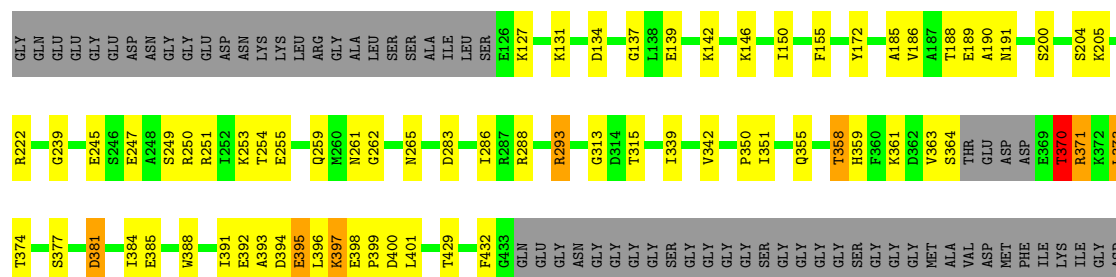 GLY GLN GLU GLU GLY GLU ASP ASN GLY GLY GLU ASP ASN LYS LYS LEU ARG GLY ALA LEU SER SER ALA ILE LEU SER E126 K127 K131 D134 G137 L138 E139 K142 K146 I150 F155 Y172 A185 V186 A187 T188 E189 A190 N191 S200 S204 K205
R222 G239 E245 S246 E247 A248 S249 R250 R251 I252 K253 T254 E255 Q259 M260 N261 G262 N265 D283 I286 R287 R288 R293 G313 D314 T315 I339 V342 P350 I351 Q355 T358 H359 F360 K361 D362 V363 S364 THR GLU ASP ASP E369 T370 R371 K372
T374 S377 D381 I384 E385 W388 I391 E392 A393 D394 E395 L396 K397 E398 P399 D400 L401 T429 F432 G433 GLN GLU GLY ASN GLY GLY GLY SER GLY GLY GLY GLY SER GLY GLY GLY GLY SER GLY GLY GLY MET ALA VAL ASP MET PHE ILE LYS ILE GLY